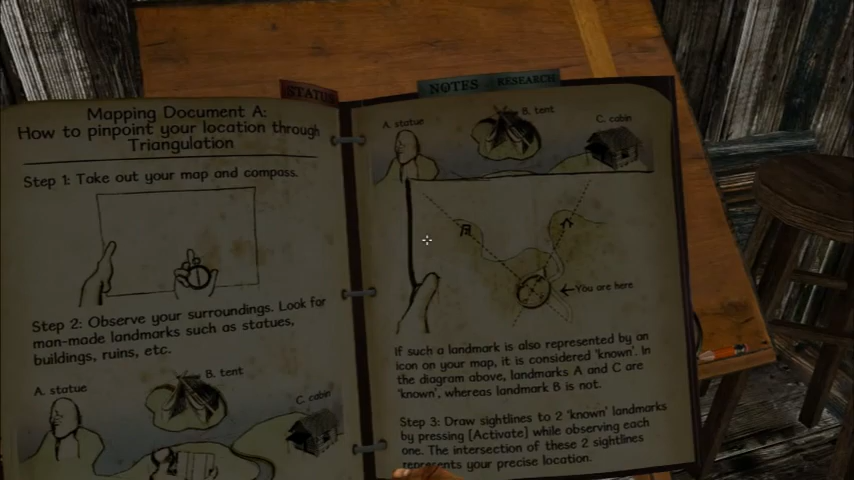 STATUS
NOTES RESEARCH
Mapping Document A:
How to pinpoint your location through
Triangulation
Step 1: Take out your map and compass.
Step 2: Observe your surroundings. Look for
man-made landmarks such as statues,
buildings, ruins, etc.
A. statue
B. tent
C. cabin
A. statue
B. tent
C. cabin
You are here
If such a landmark is also represented by an
icon on your map, it is considered 'known'. In
the diagram above, landmarks A and C are
'known', whereas landmark B is not.
Step 3: Draw sightlines to 2 'known' landmarks
by pressing [Activate] while observing each
one. The intersection of these 2 sightlines
represents your precise location.